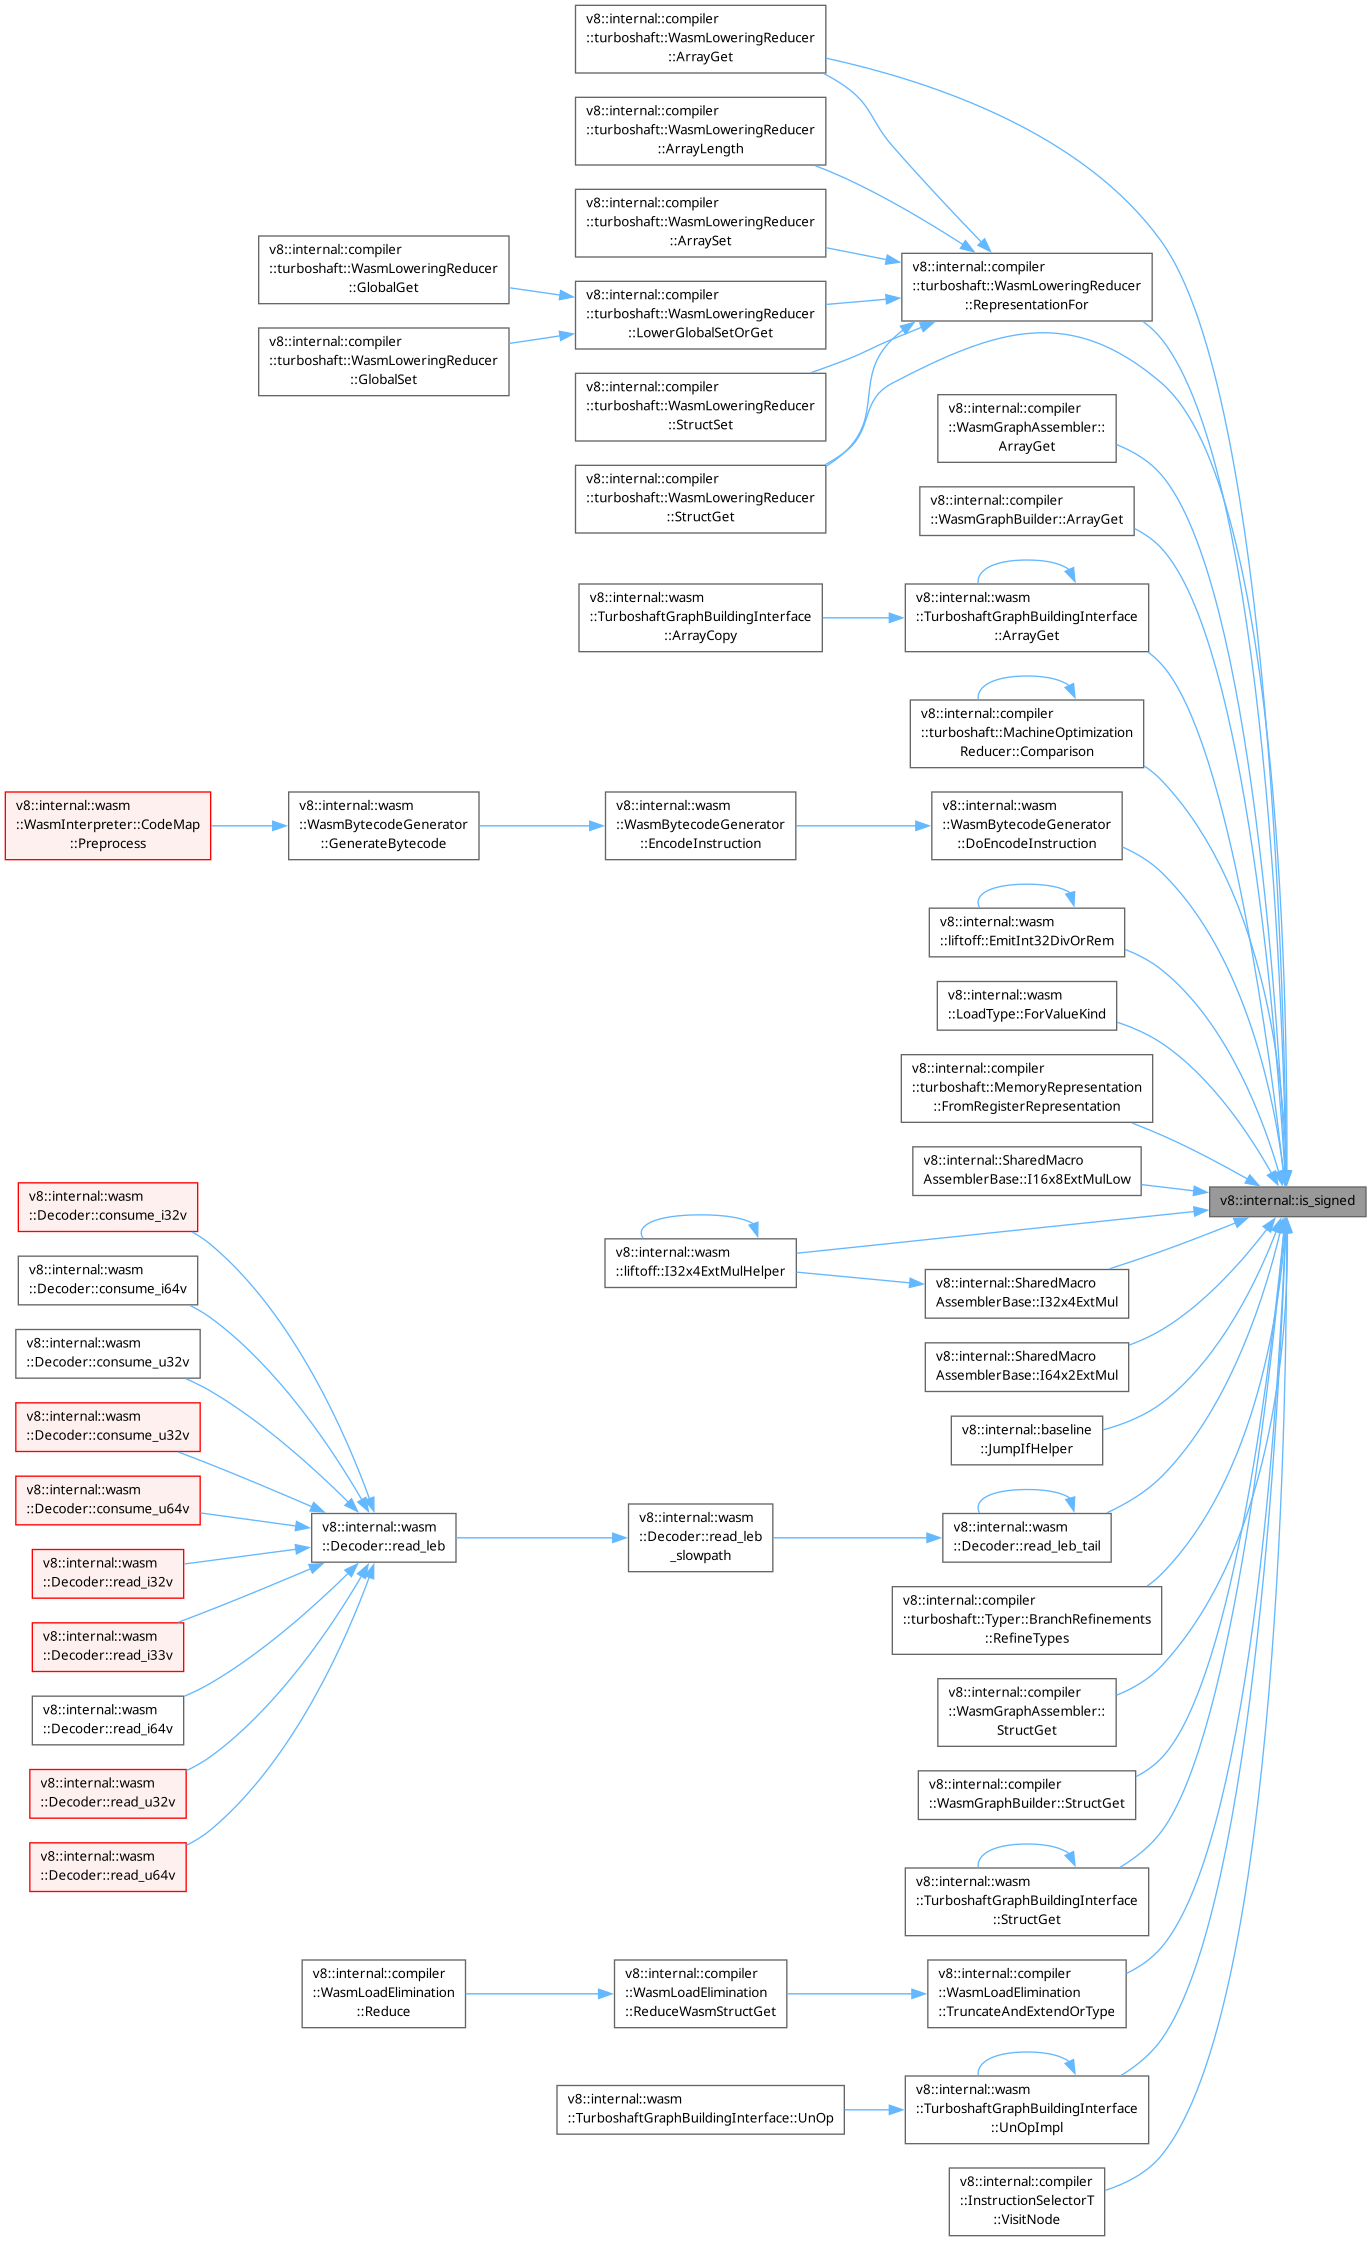 v8::internal::compiler
::turboshaft::WasmLoweringReducer
::ArrayGet
v8::internal::compiler
::turboshaft::WasmLoweringReducer
::ArrayLength
v8::internal::compiler
::turboshaft::WasmLoweringReducer
::ArraySet
v8::internal::compiler
::turboshaft::WasmLoweringReducer
::GlobalGet
v8::internal::compiler
::turboshaft::WasmLoweringReducer
::RepresentationFor
v8::internal::compiler
::turboshaft::WasmLoweringReducer
::LowerGlobalSetOrGet
v8::internal::compiler
::turboshaft::WasmLoweringReducer
::GlobalSet
v8::internal::compiler
::turboshaft::WasmLoweringReducer
::StructSet
v8::internal::compiler
::WasmGraphAssembler::
ArrayGet
v8::internal::compiler
::turboshaft::WasmLoweringReducer
::StructGet
v8::internal::compiler
::WasmGraphBuilder::ArrayGet
v8::internal::wasm
::TurboshaftGraphBuildingInterface
::ArrayCopy
v8::internal::wasm
::TurboshaftGraphBuildingInterface
::ArrayGet
v8::internal::compiler
::turboshaft::MachineOptimization
Reducer::Comparison
v8::internal::wasm
::WasmInterpreter::CodeMap
::Preprocess
v8::internal::wasm
::WasmBytecodeGenerator
::GenerateBytecode
v8::internal::wasm
::WasmBytecodeGenerator
::EncodeInstruction
v8::internal::wasm
::WasmBytecodeGenerator
::DoEncodeInstruction
v8::internal::wasm
::liftoff::EmitInt32DivOrRem
v8::internal::wasm
::LoadType::ForValueKind
v8::internal::compiler
::turboshaft::MemoryRepresentation
::FromRegisterRepresentation
v8::internal::SharedMacro
AssemblerBase::I16x8ExtMulLow
v8::internal::is_signed
v8::internal::wasm
::Decoder::consume_i32v
v8::internal::wasm
::liftoff::I32x4ExtMulHelper
v8::internal::SharedMacro
AssemblerBase::I32x4ExtMul
v8::internal::wasm
::Decoder::consume_i64v
v8::internal::wasm
::Decoder::consume_u32v
v8::internal::SharedMacro
AssemblerBase::I64x2ExtMul
v8::internal::wasm
::Decoder::consume_u32v
v8::internal::baseline
::JumpIfHelper
v8::internal::wasm
::Decoder::consume_u64v
v8::internal::wasm
::Decoder::read_leb
v8::internal::wasm
::Decoder::read_leb
_slowpath
v8::internal::wasm
::Decoder::read_leb_tail
v8::internal::wasm
::Decoder::read_i32v
v8::internal::compiler
::turboshaft::Typer::BranchRefinements
::RefineTypes
v8::internal::wasm
::Decoder::read_i33v
v8::internal::wasm
::Decoder::read_i64v
v8::internal::compiler
::WasmGraphAssembler::
StructGet
v8::internal::wasm
::Decoder::read_u32v
v8::internal::compiler
::WasmGraphBuilder::StructGet
v8::internal::wasm
::Decoder::read_u64v
v8::internal::wasm
::TurboshaftGraphBuildingInterface
::StructGet
v8::internal::compiler
::WasmLoadElimination
::Reduce
v8::internal::compiler
::WasmLoadElimination
::ReduceWasmStructGet
v8::internal::compiler
::WasmLoadElimination
::TruncateAndExtendOrType
v8::internal::wasm
::TurboshaftGraphBuildingInterface::UnOp
v8::internal::wasm
::TurboshaftGraphBuildingInterface
::UnOpImpl
v8::internal::compiler
::InstructionSelectorT
::VisitNode